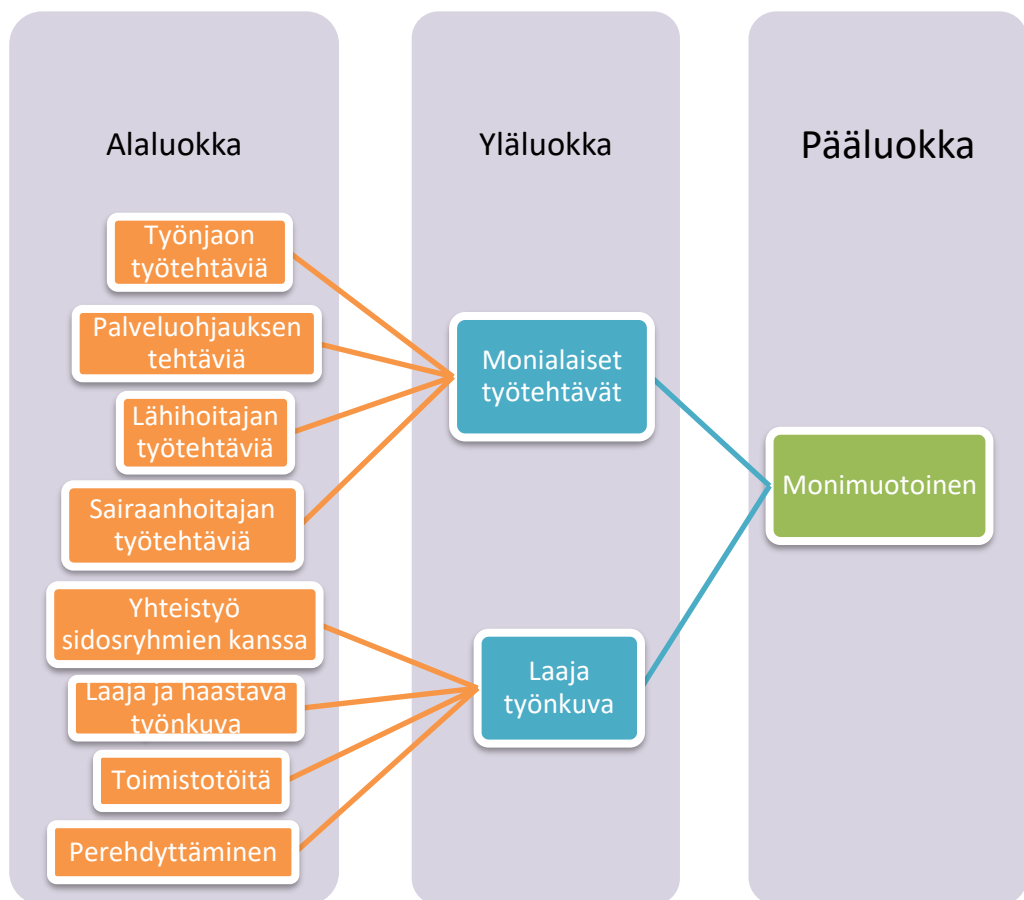 Alaluokka
Työnjaon
työtehtäviä
Palveluohjauksen
tehtäviä
Lähihoitajan
työtehtäviä
Sairaanhoitajan
työtehtäviä
Yhteistyö
sidosryhmien kanssa
Laaja ja haastava
työnkuva
Toimistotöitä
Perehdyttäminen
Yläluokka
Monialaiset
työtehtävät
Laaja
työnkuva
Pääluokka
Monimuotoinen